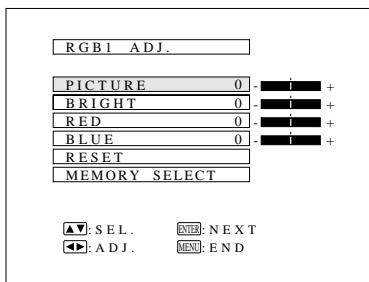 RGB1 ADJ.
PICTURE 0 - +
BRIGHT 0 - +
RED 0 - +
BLUE 0 - +
RESET
MEMORY SELECT
▲▼:SEL. ENTER:NEXT
◀▶:ADJ. MENU:END